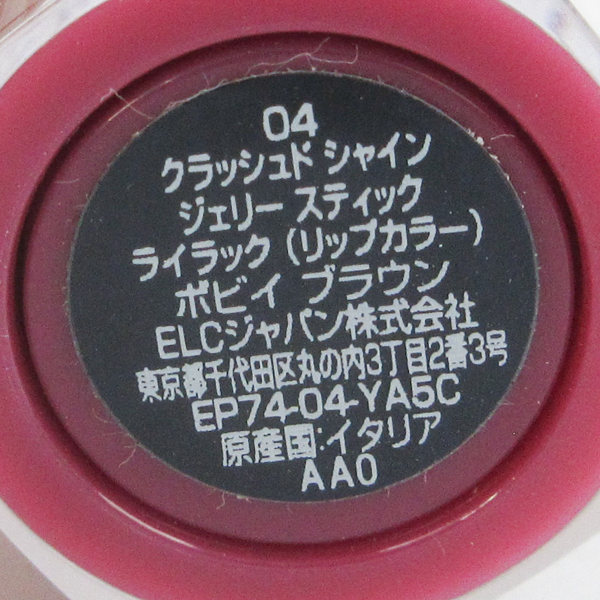 04
クラッシュド シャイン
ジェリー スティック
ライラック (リップカラー)
ボビイ ブラウン
ELCジャパン株式会社
東京都千代田区丸の内3丁目2番3号
EP74-04-YA5C
原産国:イタリア
AA0